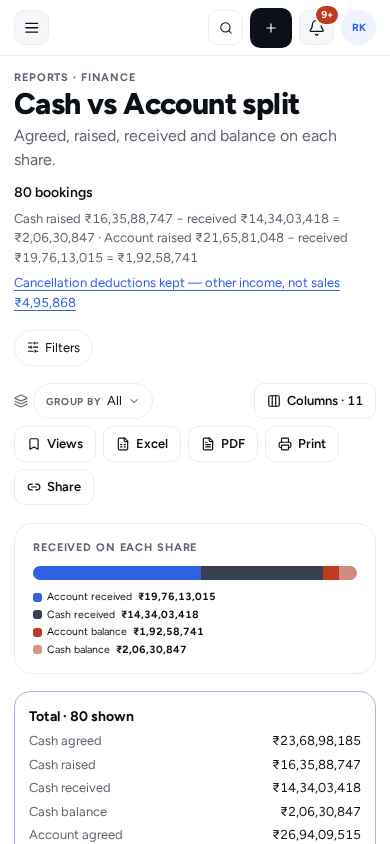 9+
RK
REPORTS · FINANCE
Cash vs Account split
Agreed, raised, received and balance on each
share.
80 bookings
Cash raised ₹16,35,88,747 − received ₹14,34,03,418 =
₹2,06,30,847 · Account raised ₹21,65,81,048 − received
₹19,76,13,015 = ₹1,92,58,741
Cancellation deductions kept — other income, not sales
₹4,95,868
Filters
GROUP BY All
Columns · 11
Views
Excel
PDF
Print
Share
RECEIVED ON EACH SHARE
Account received ₹19,76,13,015
Cash received ₹14,34,03,418
Account balance ₹1,92,58,741
Cash balance ₹2,06,30,847
Total · 80 shown
Cash agreed ₹23,68,98,185
Cash raised ₹16,35,88,747
Cash received ₹14,34,03,418
Cash balance ₹2,06,30,847
Account agreed ₹26,94,09,515